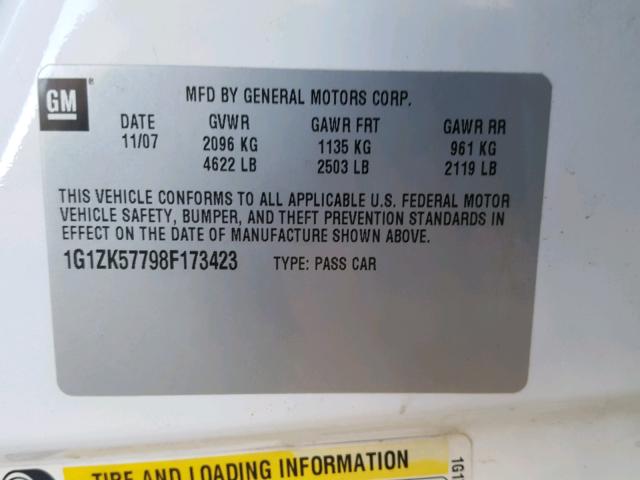 GM ®
MFD BY GENERAL MOTORS CORP.
DATE GVWR GAWR FRT GAWR RR
11/07 2096 KG 1135 KG 961 KG
4622 LB 2503 LB 2119 LB
THIS VEHICLE CONFORMS TO ALL APPLICABLE U.S. FEDERAL MOTOR
VEHICLE SAFETY, BUMPER, AND THEFT PREVENTION STANDARDS IN
EFFECT ON THE DATE OF MANUFACTURE SHOWN ABOVE.
1G1ZK57798F173423 TYPE: PASS CAR
TIRE AND LOADING INFORMATION
1G1